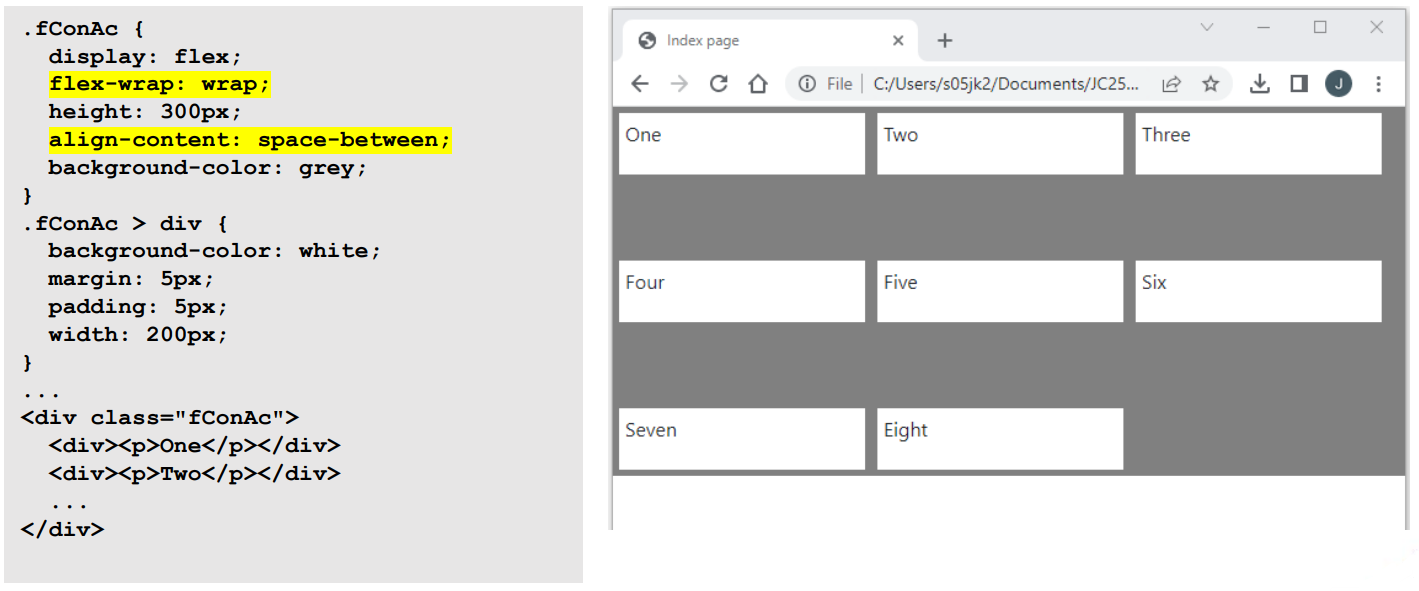 .fConAc {
  display: flex;
  flex-wrap: wrap;
  height: 300px;
  align-content: space-between;
  background-color: grey;
}
.fConAc > div {
  background-color: white;
  margin: 5px;
  padding: 5px;
  width: 200px;
}
...
<div class="fConAc">
  <div><p>One</p></div>
  <div><p>Two</p></div>
  ...
</div>
Index page
File | C:/Users/s05jk2/Documents/JC25... J
One Two Three
Four Five Six
Seven Eight